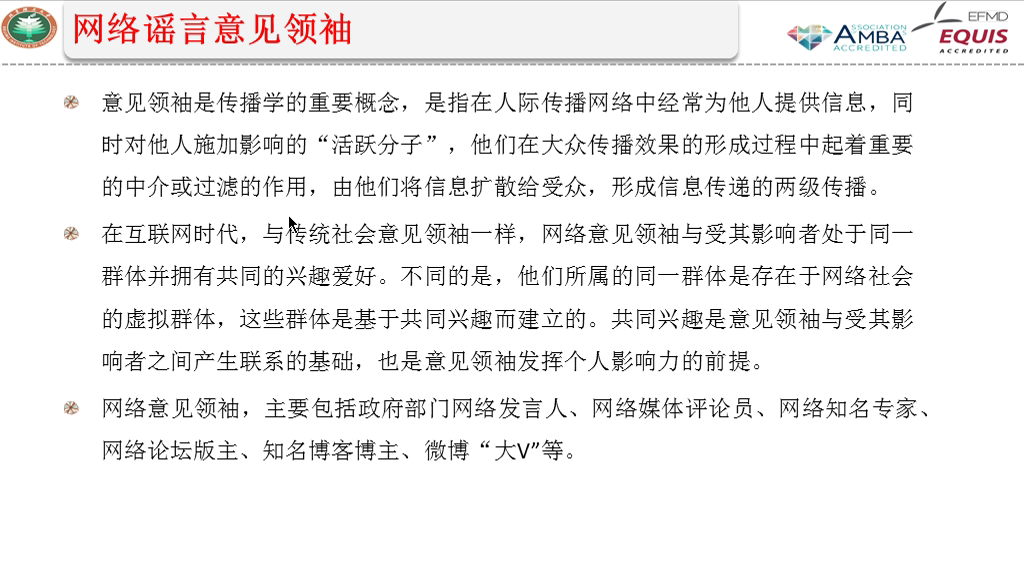 网络谣言意见领袖
ASSOCIATION
AMBA
ACCREDITED
EFMD
EQUIS
ACCREDITED
意见领袖是传播学的重要概念，是指在人际传播网络中经常为他人提供信息，同
时对他人施加影响的“活跃分子”，他们在大众传播效果的形成过程中起着重要
的中介或过滤的作用，由他们将信息扩散给受众，形成信息传递的两级传播。
在互联网时代，与传统社会意见领袖一样，网络意见领袖与受其影响者处于同一
群体并拥有共同的兴趣爱好。不同的是，他们所属的同一群体是存在于网络社会
的虚拟群体，这些群体是基于共同兴趣而建立的。共同兴趣是意见领袖与受其影
响者之间产生联系的基础，也是意见领袖发挥个人影响力的前提。
网络意见领袖，主要包括政府部门网络发言人、网络媒体评论员、网络知名专家、
网络论坛版主、知名博客博主、微博“大V”等。